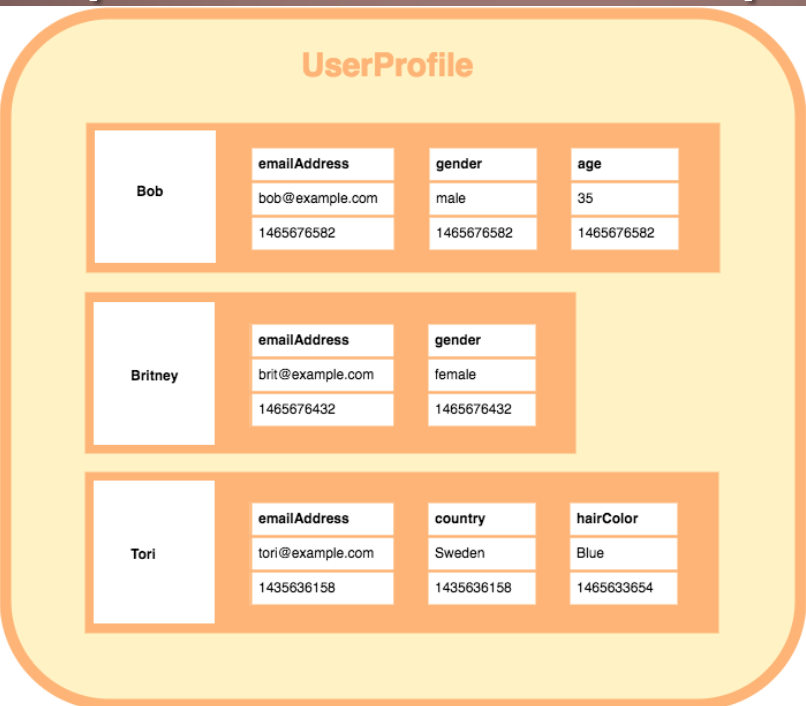 UserProfile
Bob
emailAddress gender age
bob@example.com male 35
1465676582 1465676582 1465676582
Britney
emailAddress gender
brit@example.com female
1465676432 1465676432
Tori
emailAddress country hairColor
tori@example.com Sweden Blue
1435636158 1435636158 1465633654